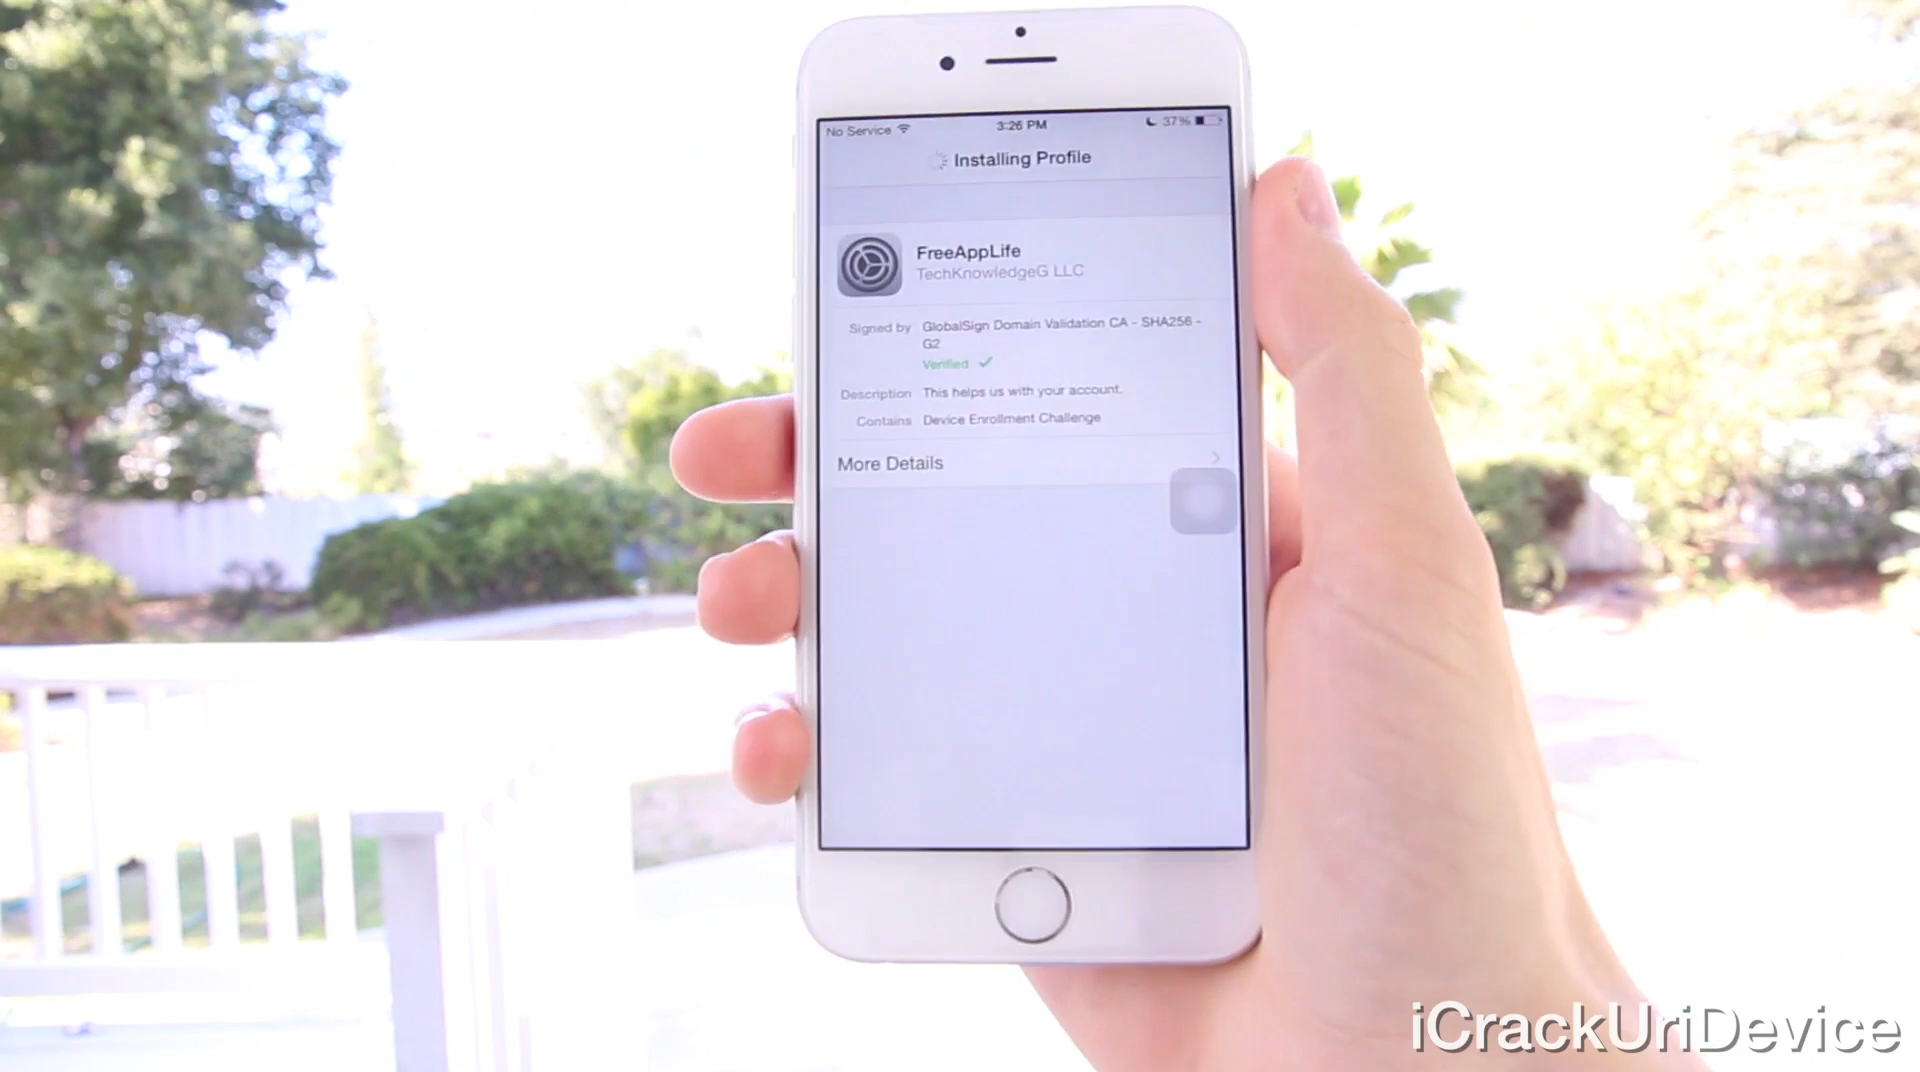 No Service 3:26 PM 37%
Installing Profile
FreeAppLife
TechKnowledgeG LLC
Signed by GlobalSign Domain Validation CA - SHA256 -
G2
Verified
Description This helps us with your account.
Contains Device Enrollment Challenge
More Details
iCrackUriDevice